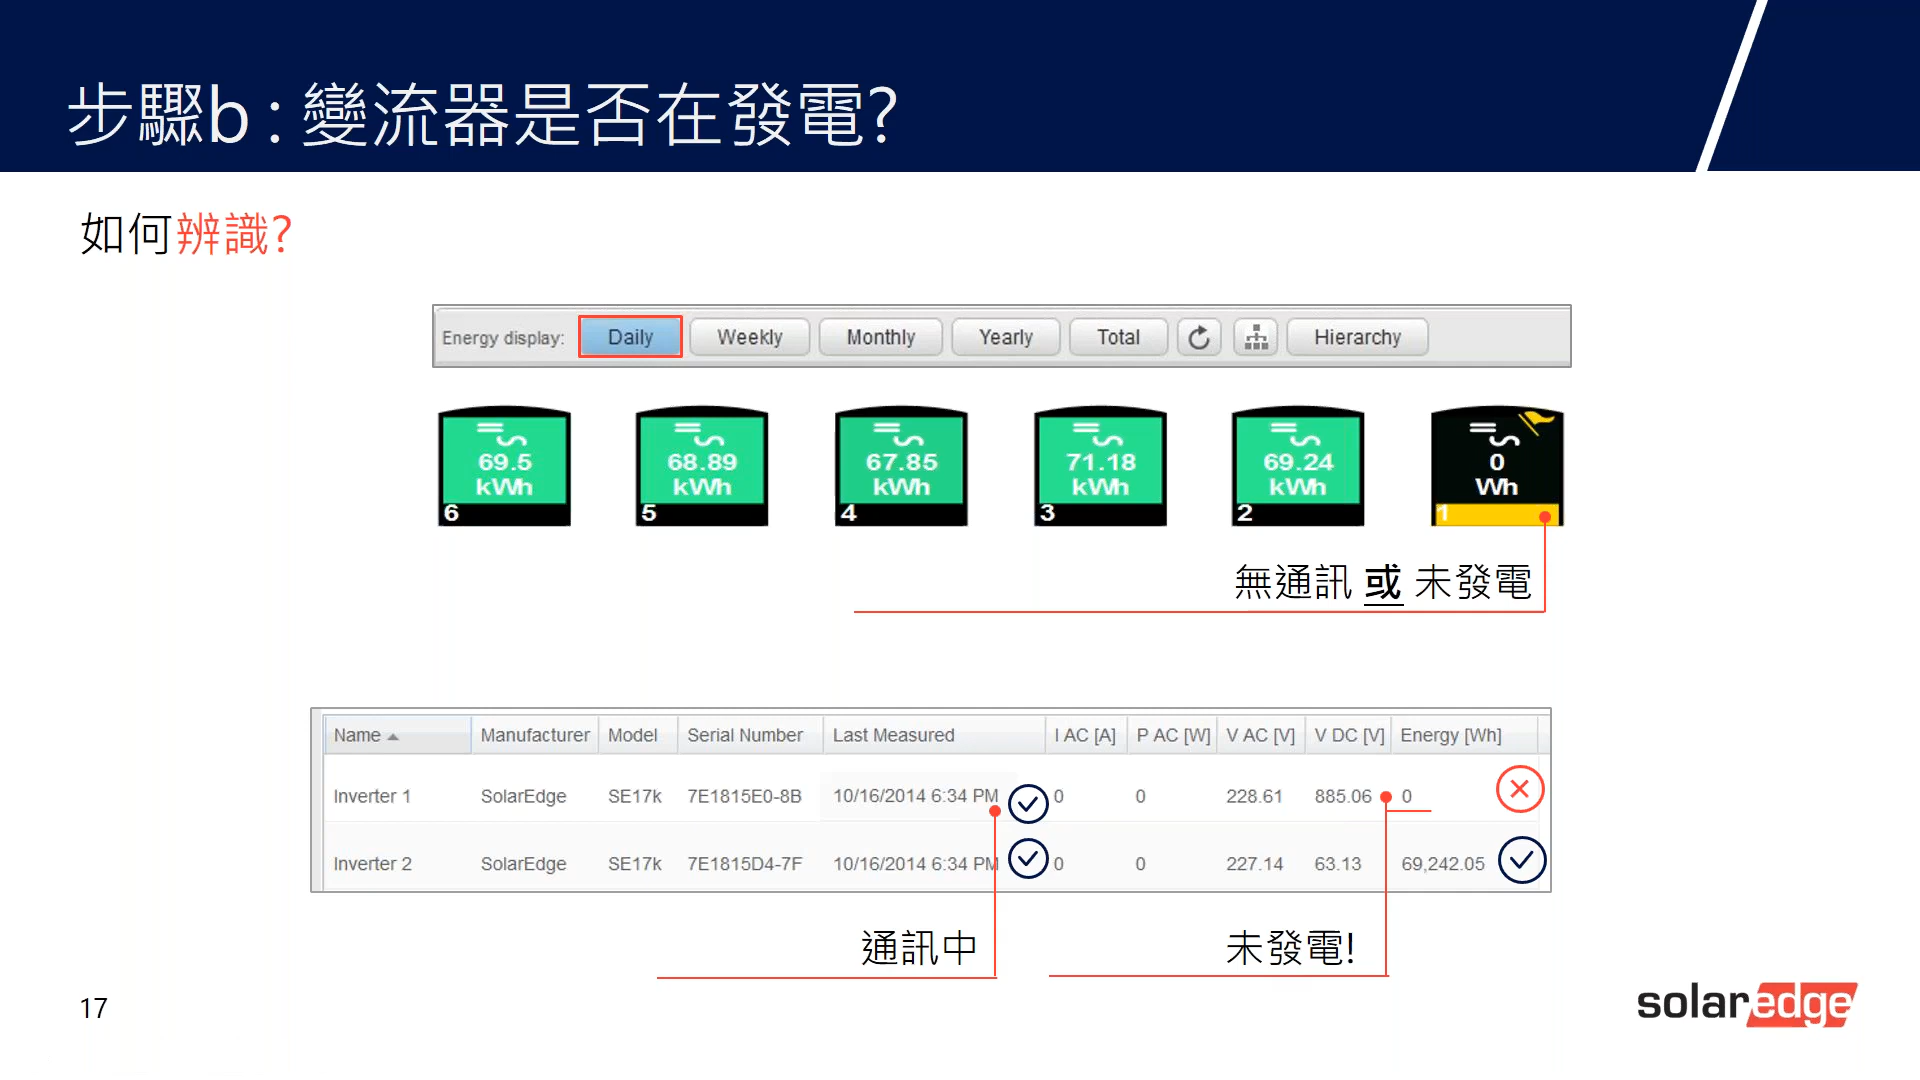 步驟b : 變流器是否在發電?
如何辨識?
Energy display: Daily Weekly Monthly Yearly Total Hierarchy
69.5 kWh 6
68.89 kWh 5
67.85 kWh 4
71.18 kWh 3
69.24 kWh 2
0 Wh 1
無通訊 或 未發電
Name Manufacturer Model Serial Number Last Measured I AC [A] P AC [W] V AC [V] V DC [V] Energy [Wh]
Inverter 1 SolarEdge SE17k 7E1815E0-8B 10/16/2014 6:34 PM 0 0 228.61 885.06 0
Inverter 2 SolarEdge SE17k 7E1815D4-7F 10/16/2014 6:34 PM 0 0 227.14 63.13 69,242.05
通訊中
未發電!
17
solaredge